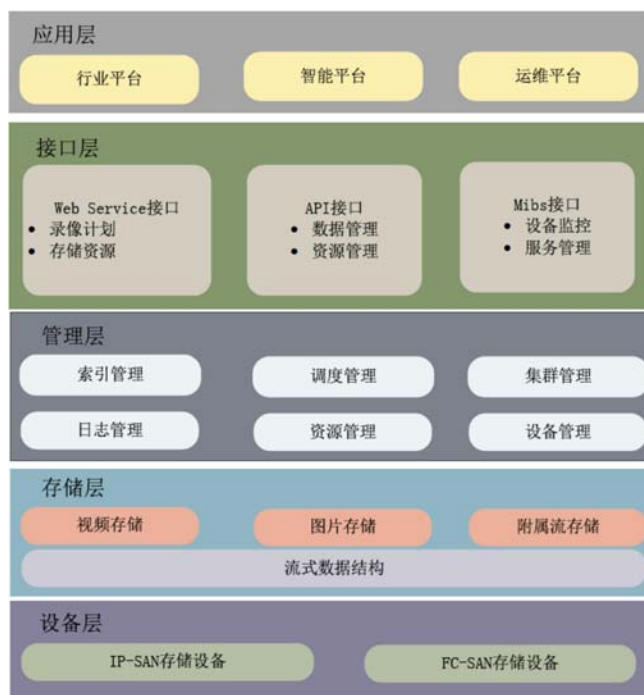 应用层
行业平台 智能平台 运维平台
接口层
Web Service接口
• 录像计划
• 存储资源
API接口
• 数据管理
• 资源管理
Mibs接口
• 设备监控
• 服务管理
管理层
索引管理 调度管理 集群管理
日志管理 资源管理 设备管理
存储层
视频存储 图片存储 附属流存储
流式数据结构
设备层
IP-SAN存储设备 FC-SAN存储设备